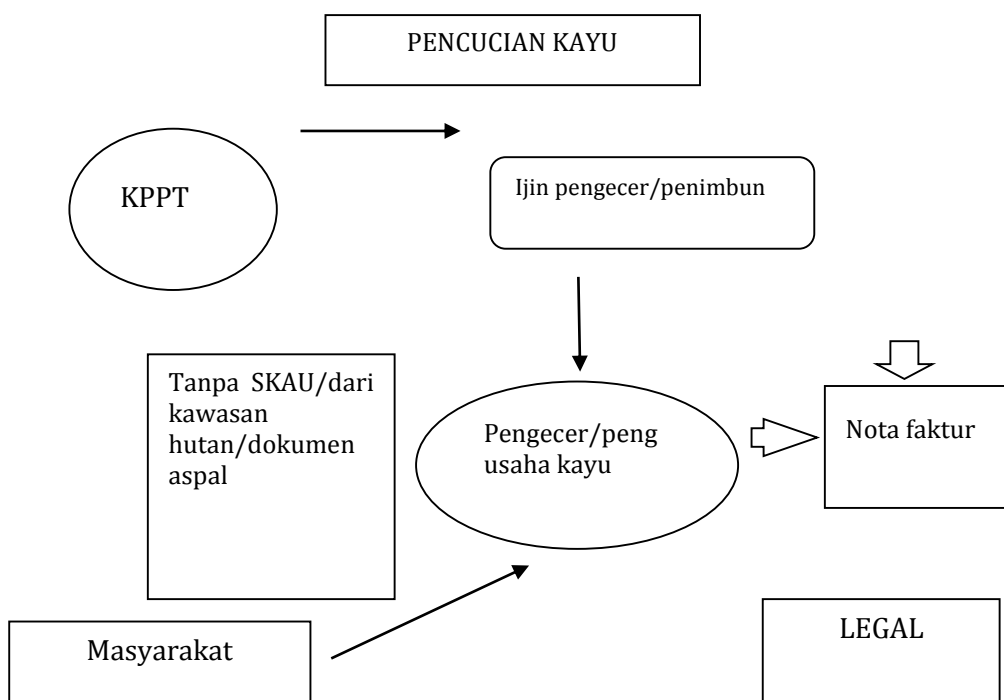 PENCUCIAN KAYU
KPPT
Ijin pengecer/penimbun
Tanpa SKAU/dari
kawasan
hutan/dokumen
aspal
Pengecer/peng
usaha kayu
Nota faktur
Masyarakat
LEGAL